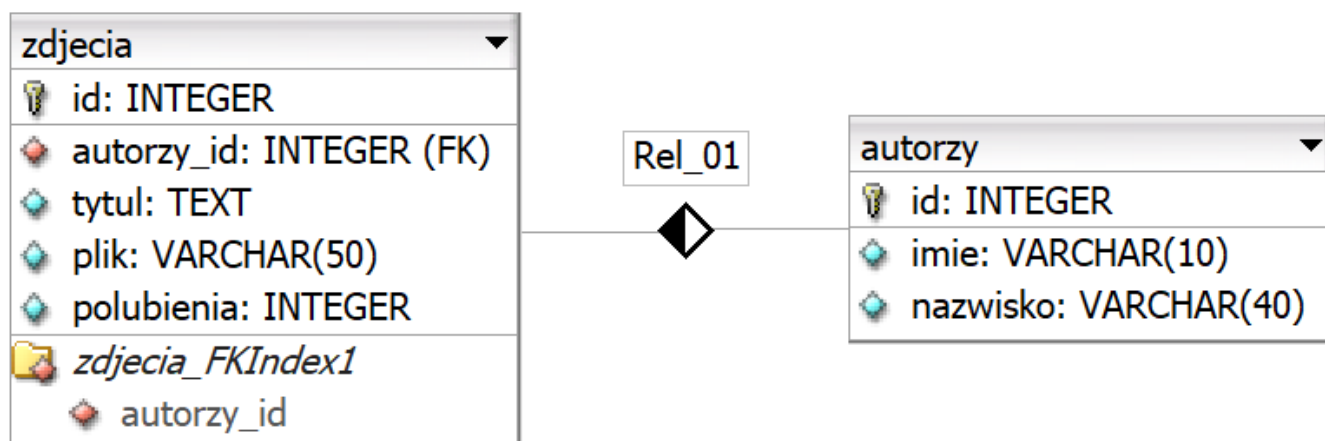 zdjecia
id: INTEGER
autorzy_id: INTEGER (FK)
tytul: TEXT
plik: VARCHAR(50)
polubienia: INTEGER
zdjecia_FKIndex1
autorzy_id
Rel_01
autorzy
id: INTEGER
imie: VARCHAR(10)
nazwisko: VARCHAR(40)